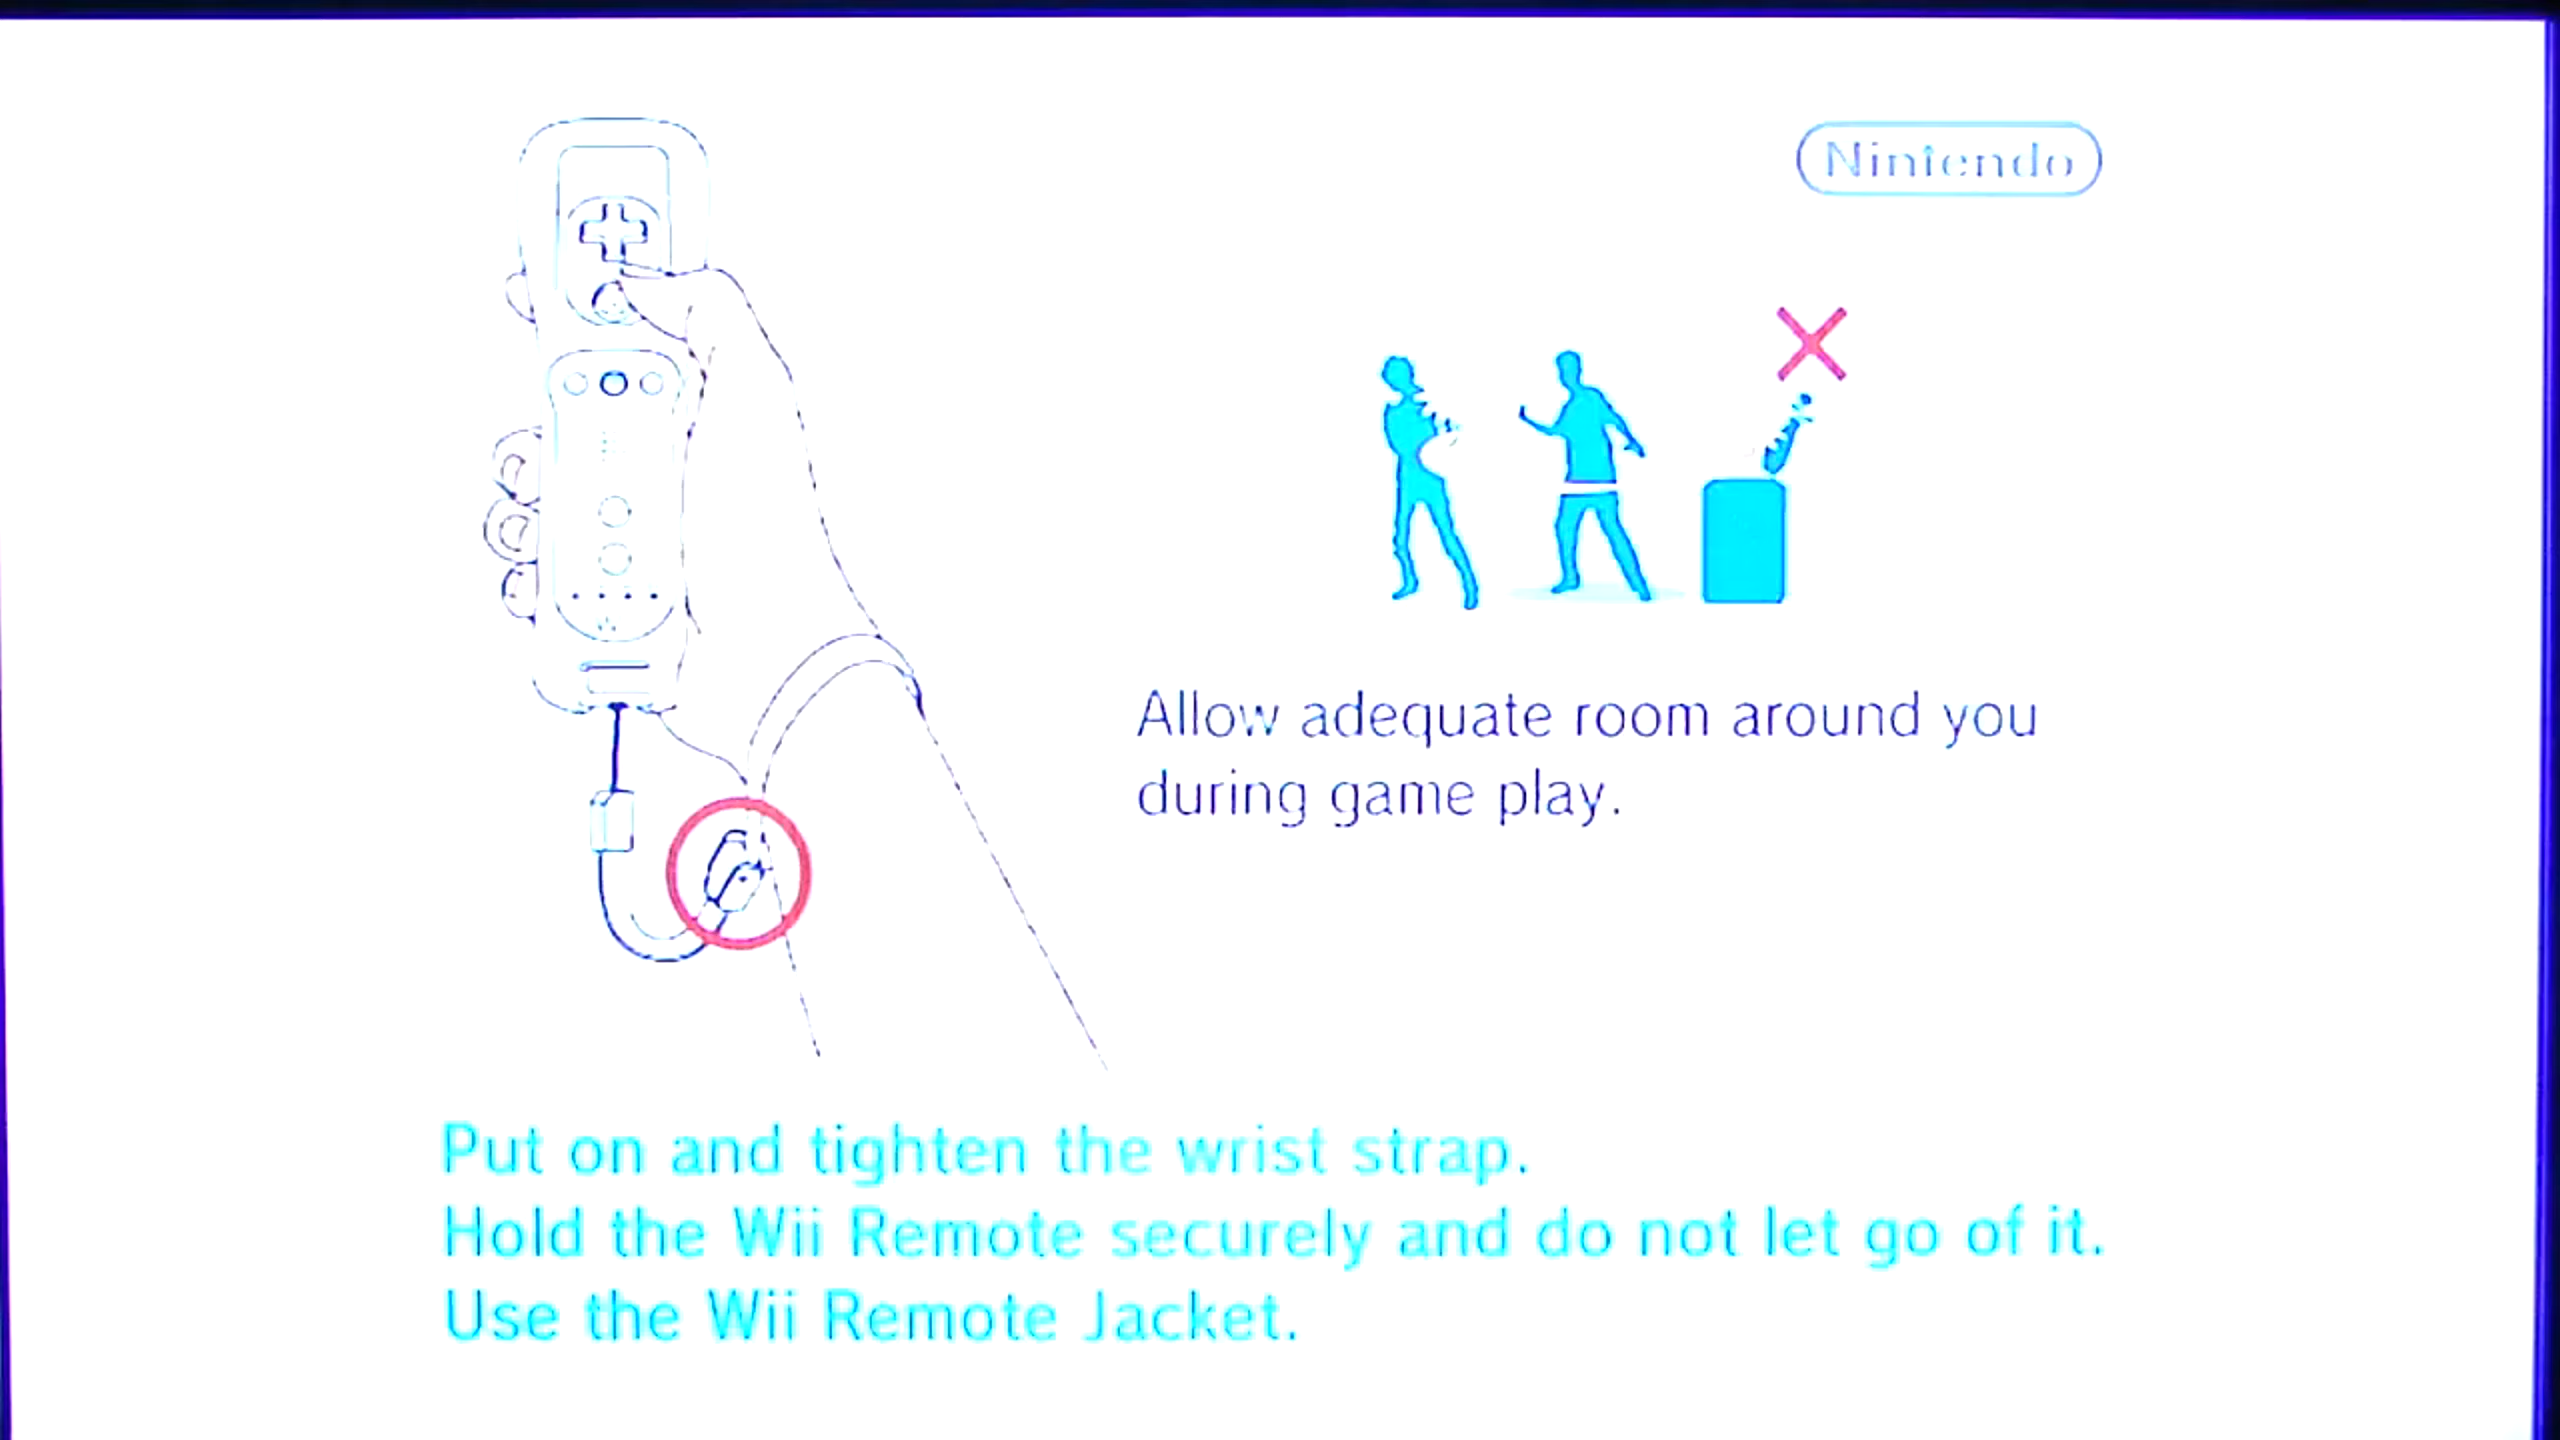 Nintendo
Allow adequate room around you
during game play.
Put on and tighten the wrist strap.
Hold the Wii Remote securely and do not let go of it.
Use the Wii Remote Jacket.